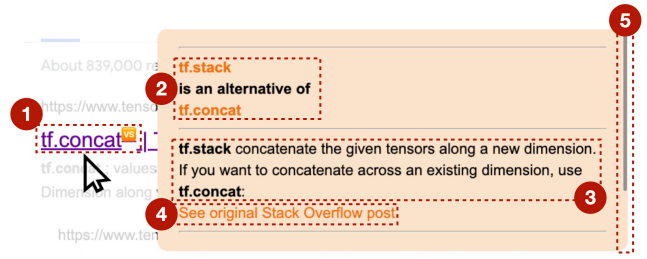 5
About 839,000 re
tf.stack
2
is an alternative of
https://www.tenso
tf.concat
1
tf.concat VS | T
tf.stack concatenate the given tensors along a new dimension.
If you want to concatenate across an existing dimension, use
tf.concat:
3
tf.concat : values
Dimension along
4
See original Stack Overflow post
https://www.ten